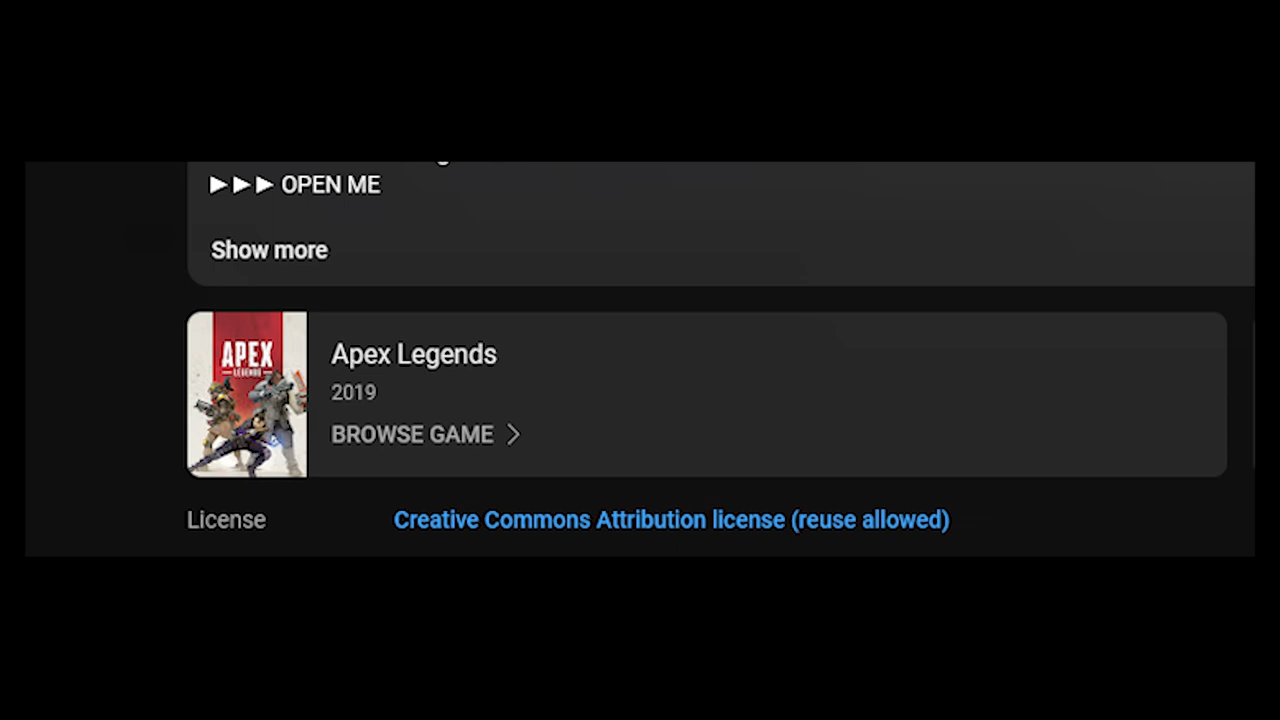 ▶▶▶ OPEN ME
Show more
APEX
LEGENDS
Apex Legends
2019
BROWSE GAME
License
Creative Commons Attribution license (reuse allowed)